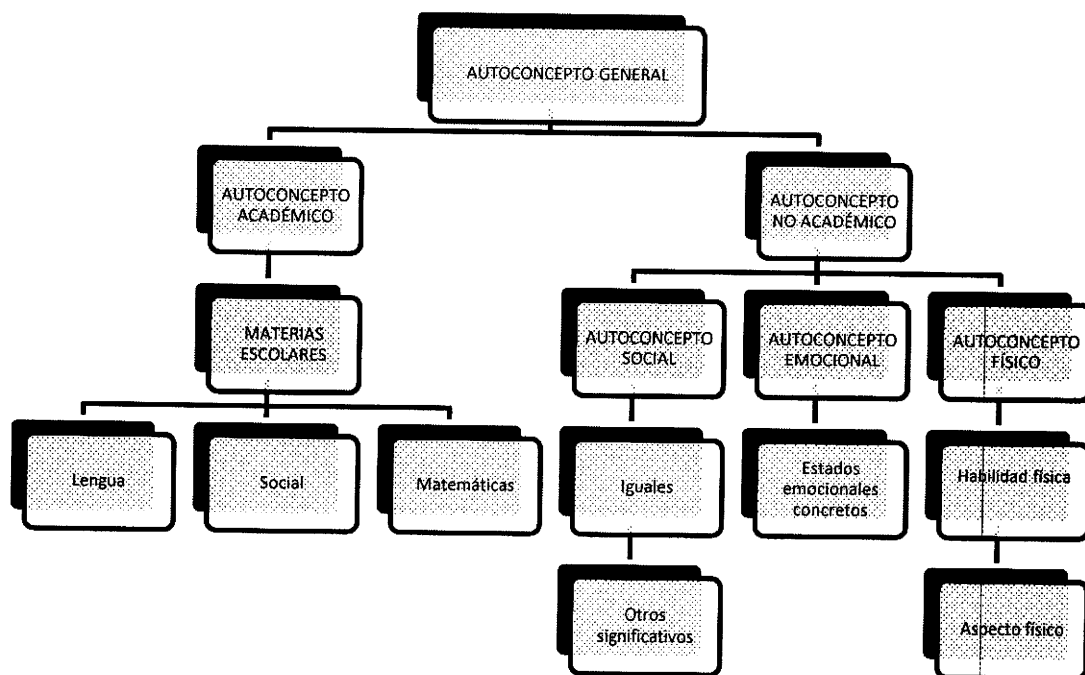 AUTOCONCEPTO GENERAL
AUTOCONCEPTO
ACADÉMICO
AUTOCONCEPTO
NO ACADÉMICO
MATERIAS
ESCOLARES
AUTOCONCEPTO
SOCIAL
AUTOCONCEPTO
EMOCIONAL
AUTOCONCEPTO
FÍSICO
Lengua
Social
Matemáticas
Iguales
Estados
emocionales
concretos
Habilidad física
Otros
significativos
Aspecto físico